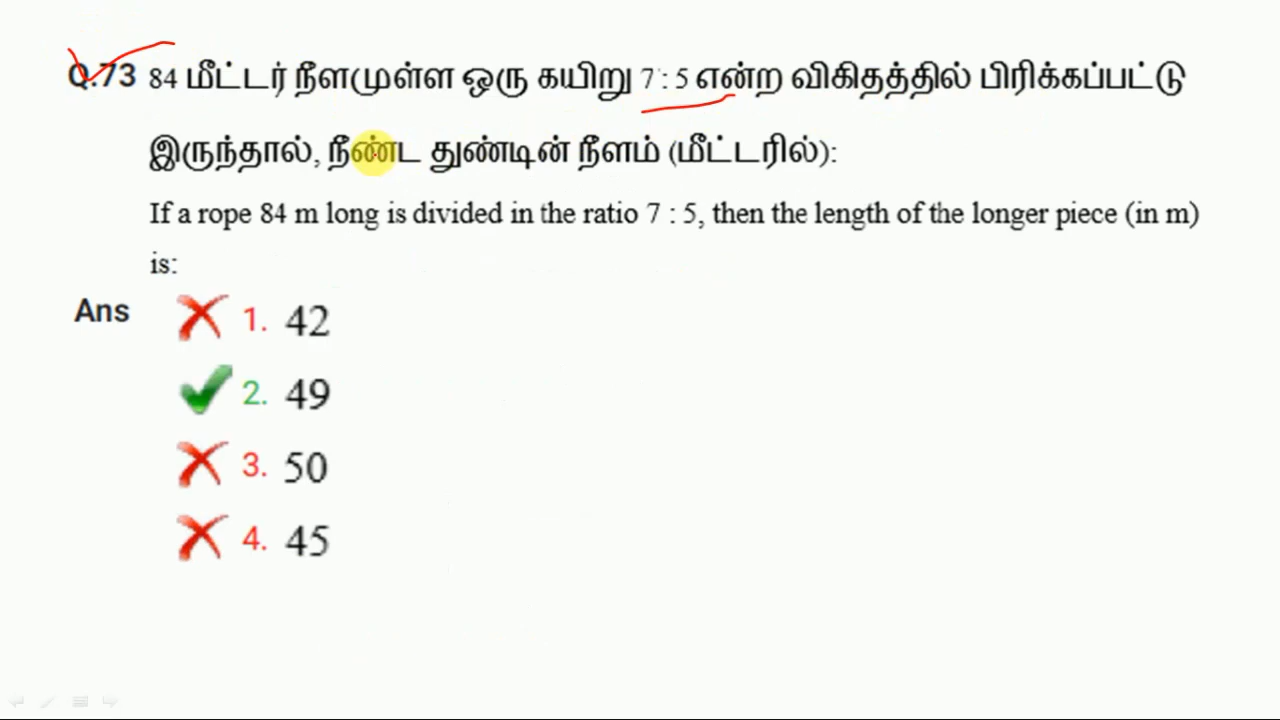 Q.73 84 மீட்டர் நீளமுள்ள ஒரு கயிறு 7 : 5 என்ற விகிதத்தில் பிரிக்கப்பட்டு
இருந்தால், நீண்ட துண்டின் நீளம் (மீட்டரில்):
If a rope 84 m long is divided in the ratio 7 : 5, then the length of the longer piece (in m)
is:
Ans 1. 42
2. 49
3. 50
4. 45